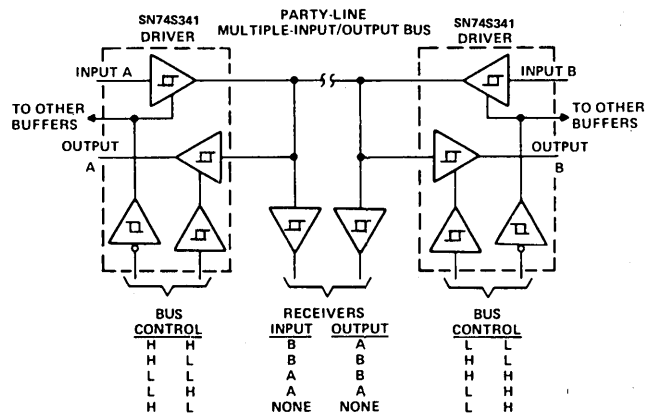 SN74S341
DRIVER
PARTY-LINE
MULTIPLE-INPUT/OUTPUT BUS
SN74S341
DRIVER
INPUT A
INPUT B
TO OTHER
BUFFERS
TO OTHER
BUFFERS
OUTPUT
A
OUTPUT
B
BUS
CONTROL
RECEIVERS
INPUT OUTPUT
BUS
CONTROL
H H B A L L
H L B B H L
L L A B H H
L H A A L H
H L NONE NONE H L